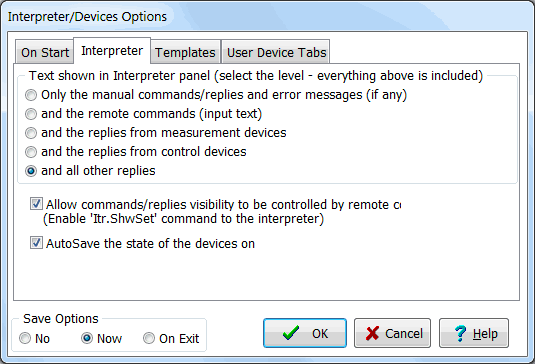 Interpreter/Devices Options
On Start Interpreter Templates User Device Tabs
Text shown in Interpreter panel (select the level - everything above is included)
Only the manual commands/replies and error messages (if any)
and the remote commands (input text)
and the replies from measurement devices
and the replies from control devices
and all other replies
Allow commands/replies visibility to be controlled by remote c
(Enable 'Itr.ShwSet' command to the interpreter)
AutoSave the state of the devices on
Save Options
No Now On Exit
OK Cancel ? Help